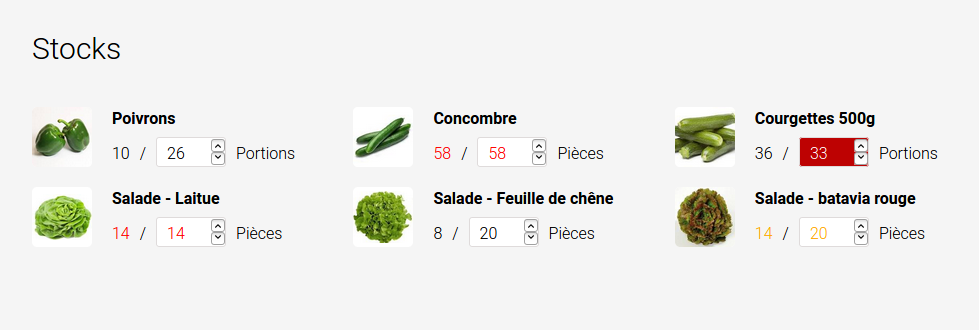 Stocks
Poivrons
10 / 26 Portions
Concombre
58 / 58 Pièces
Courgettes 500g
36 / 33 Portions
Salade - Laitue
14 / 14 Pièces
Salade - Feuille de chêne
8 / 20 Pièces
Salade - batavia rouge
14 / 20 Pièces